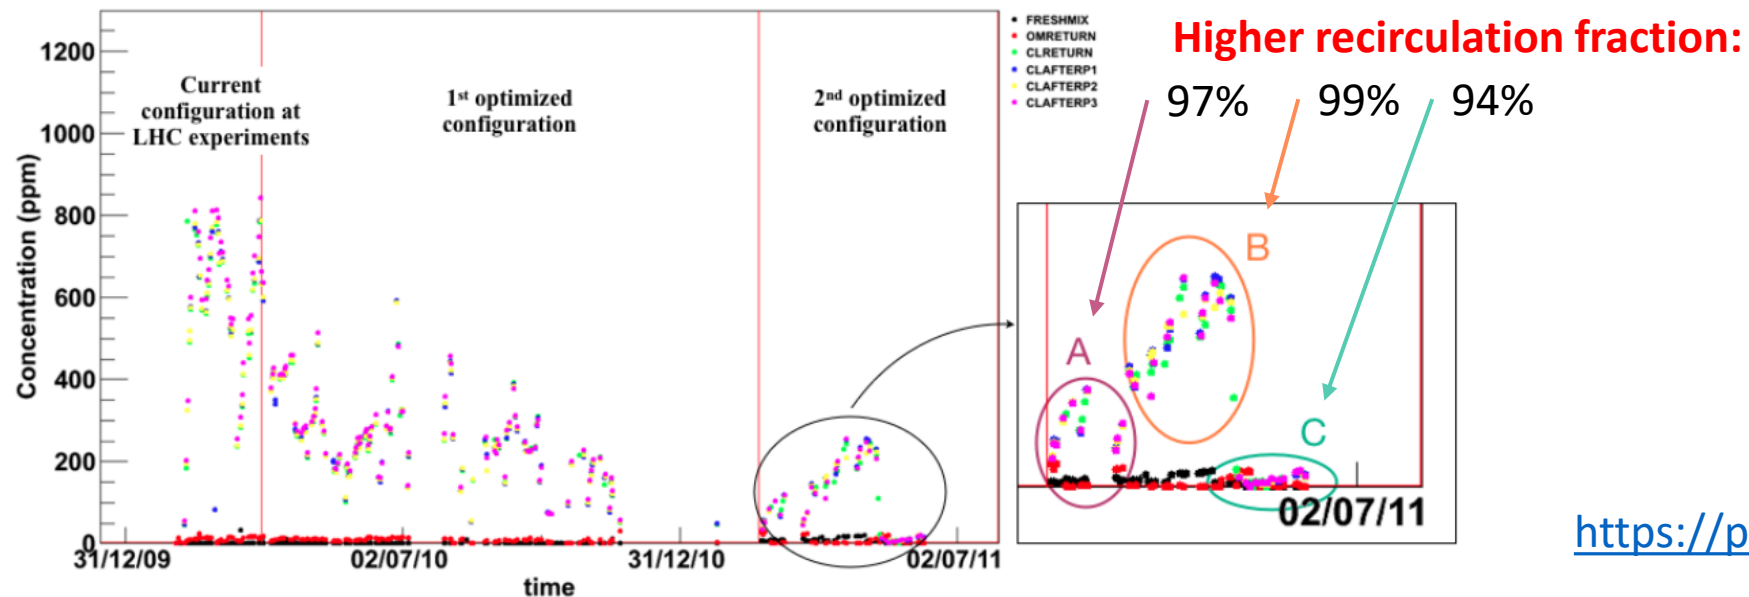 Higher recirculation fraction:
97% 99% 94%
FRESHMIX
OMRETURN
CLRETURN
CLAFTERP1
CLAFTERP2
CLAFTERP3
Current
configuration at
LHC experiments
1st optimized
configuration
2nd optimized
configuration
Concentration (ppm)
1200
1000
800
600
400
200
0
31/12/09 02/07/10 31/12/10 02/07/11
time
A
B
C
02/07/11
https://p